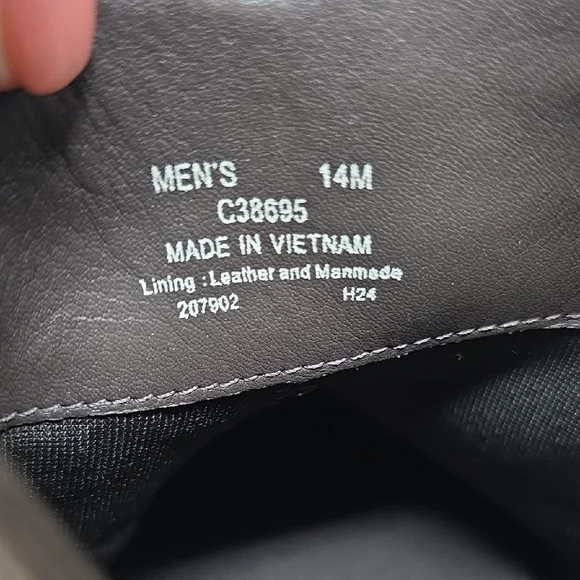 MEN'S 14M
C38695
MADE IN VIETNAM
Lining : Leather and Manmade
207902 H24